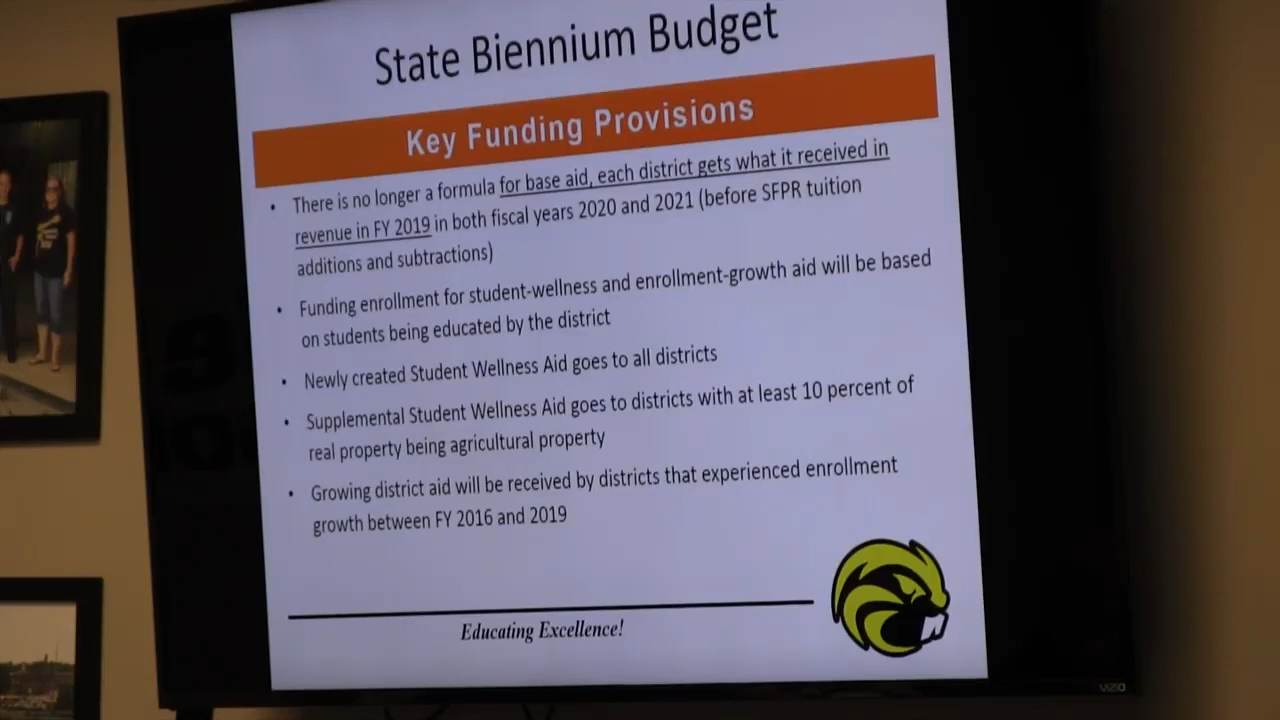 State Biennium Budget
Key Funding Provisions
• There is no longer a formula for base aid, each district gets what it received in
revenue in FY 2019 in both fiscal years 2020 and 2021 (before SFPR tuition
additions and subtractions)
• Funding enrollment for student-wellness and enrollment-growth aid will be based
on students being educated by the district
• Newly created Student Wellness Aid goes to all districts
• Supplemental Student Wellness Aid goes to districts with at least 10 percent of
real property being agricultural property
• Growing district aid will be received by districts that experienced enrollment
growth between FY 2016 and 2019
Educating Excellence!
VIZIO